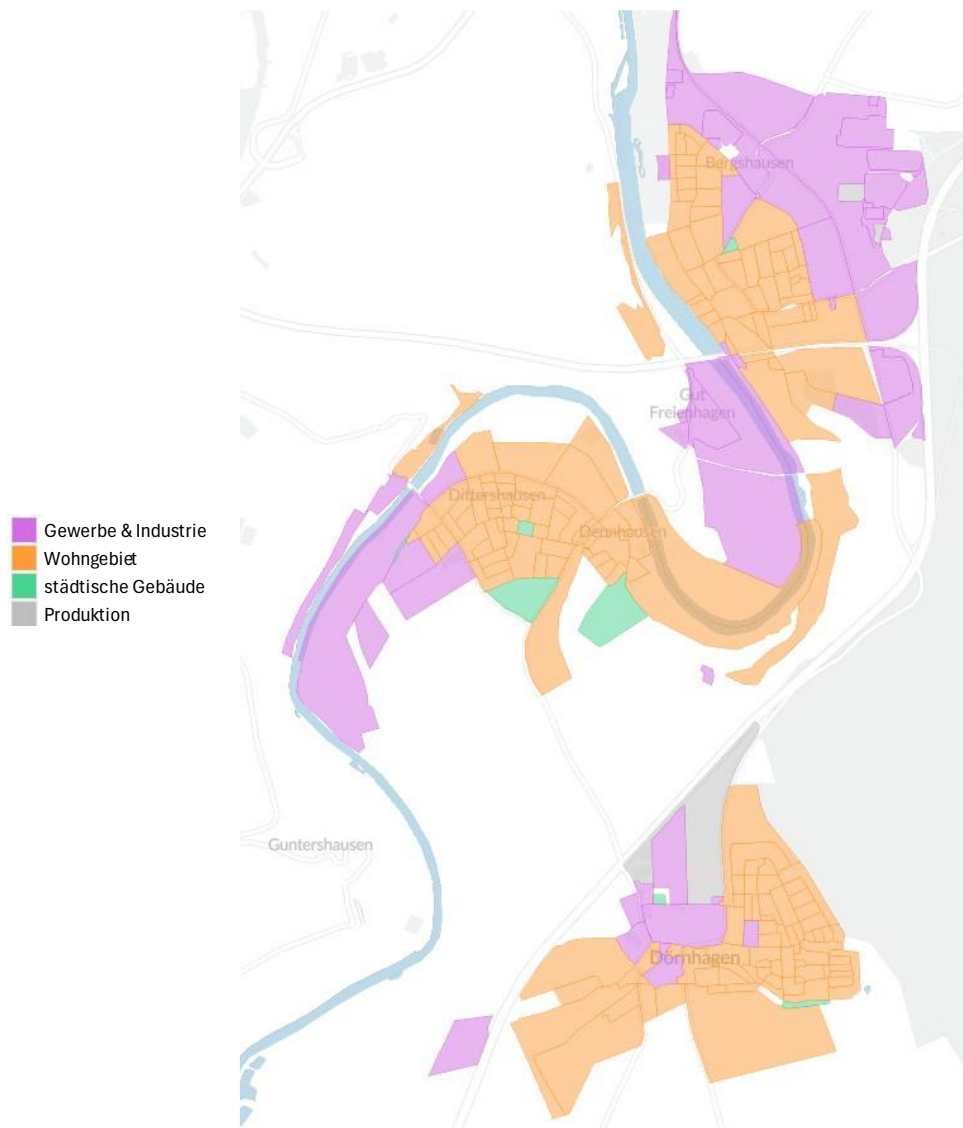 Bergshausen
Gut
Freienhagen
Dittershausen
Dennhausen
Gewerbe & Industrie
Wohngebiet
städtische Gebäude
Produktion
Guntershausen
Dörnhagen